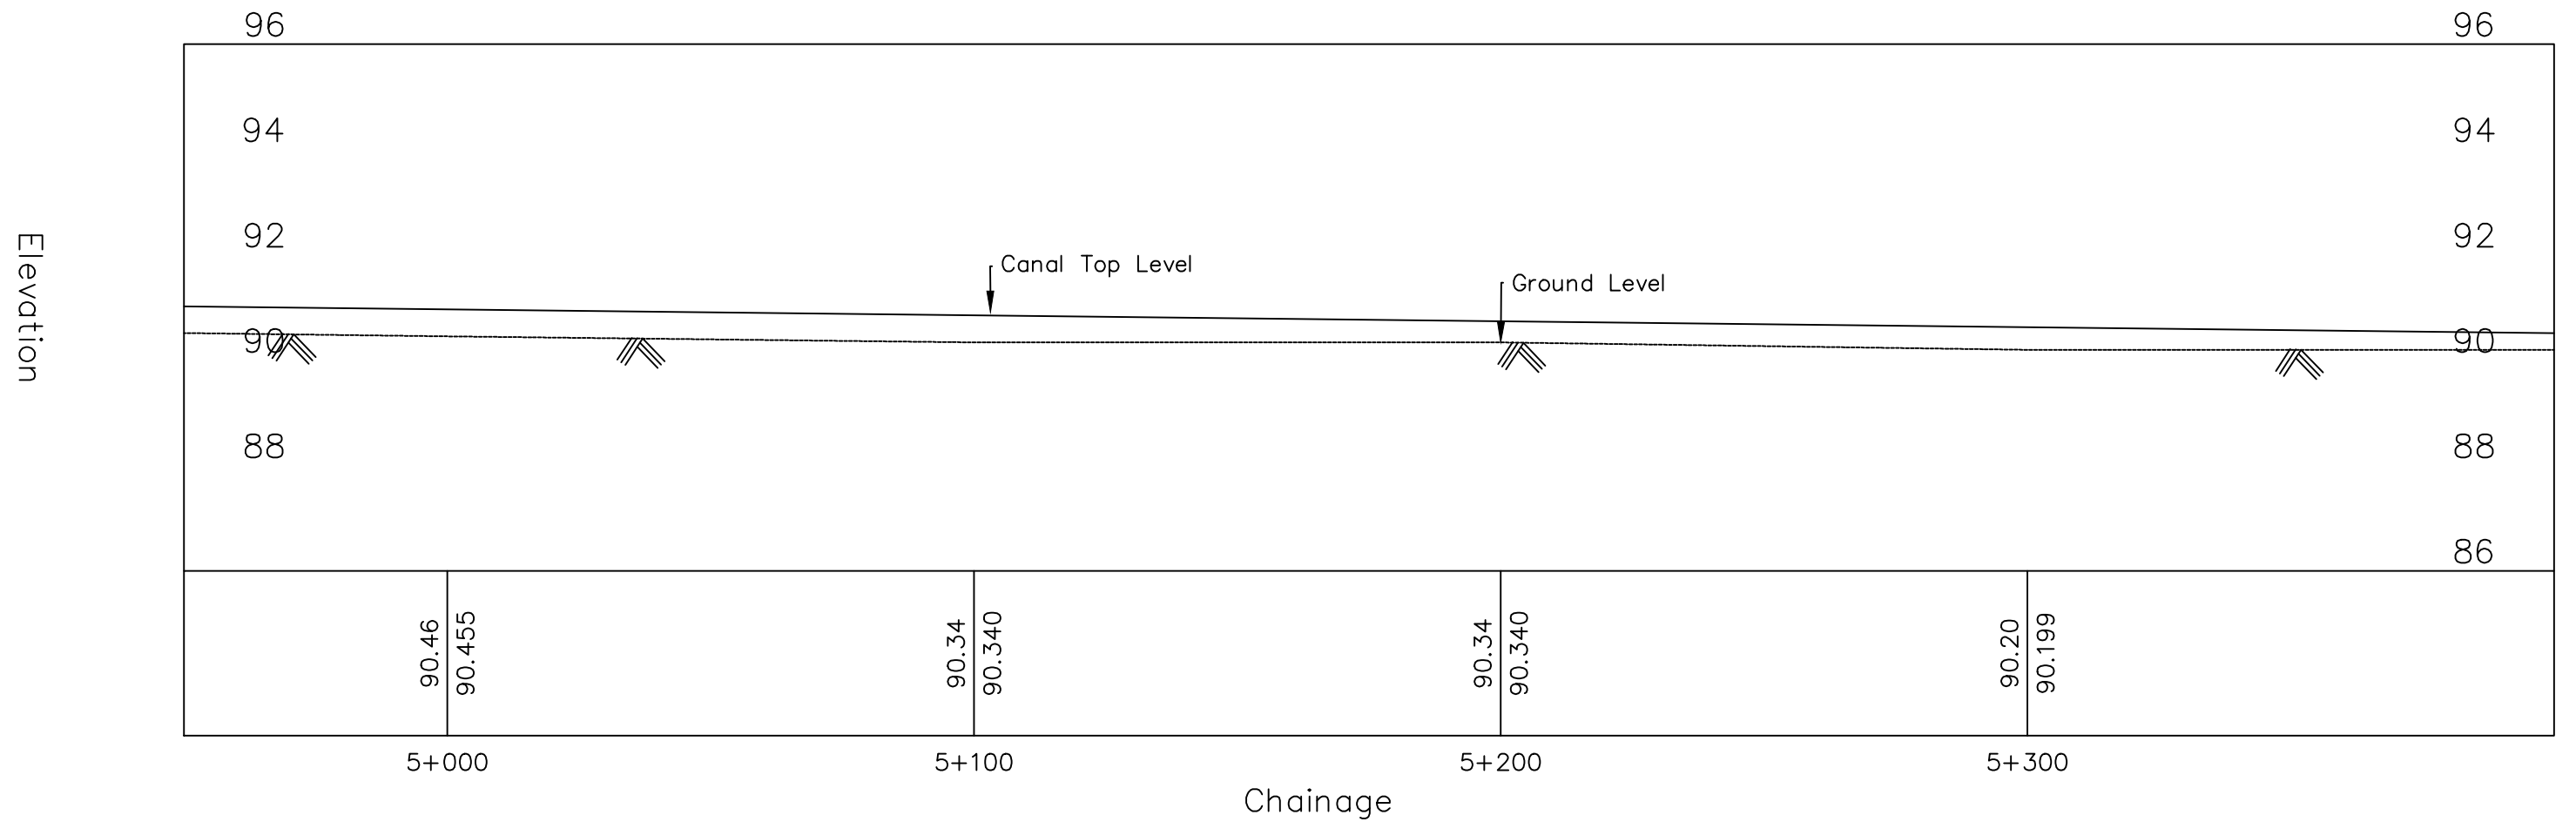 96 96
94 94
92 92
Canal Top Level
Ground Level
90 90
88 88
86
Elevation
90.46 90.455 90.34 90.340 90.34 90.340 90.20 90.199
5+000 5+100 5+200 5+300
Chainage